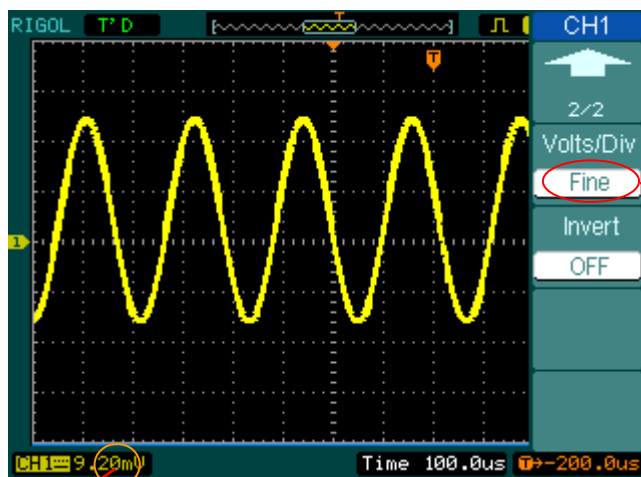 RIGOL T'D T CH1
T
2/2
Volts/Div
Fine
1
Invert
OFF
CH1 9.20mV Time 100.0us T→-200.0us